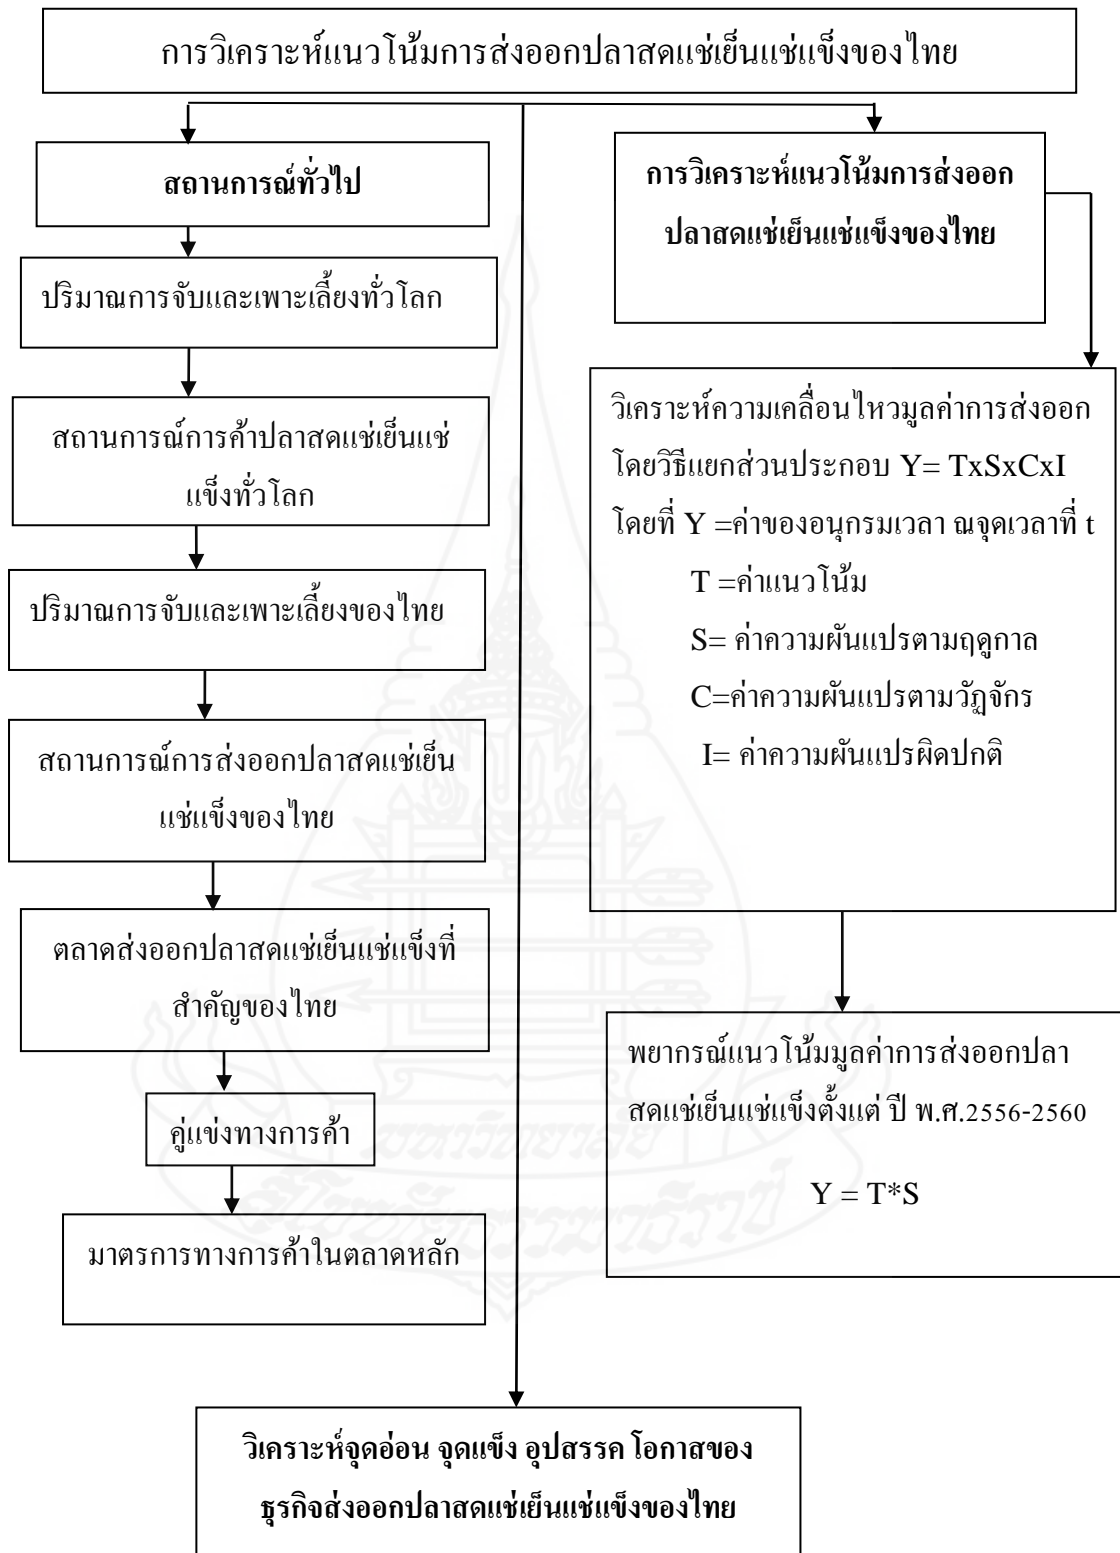 การวิเคราะห์แนวโน้มการส่งออกปลาสดแช่เย็นแช่แข็งของไทย
สถานการณ์ทั่วไป
ปริมาณการจับและเพาะเลี้ยงทั่วโลก
สถานการณ์การค้าปลาสดแช่เย็นแช่
แข็งทั่วโลก
ปริมาณการจับและเพาะเลี้ยงของไทย
สถานการณ์การส่งออกปลาสดแช่เย็น
แช่แข็งของไทย
ตลาดส่งออกปลาสดแช่เย็นแช่แข็งที่
สำคัญของไทย
คู่แข่งทางการค้า
มาตรการทางการค้าในตลาดหลัก
การวิเคราะห์แนวโน้มการส่งออก
ปลาสดแช่เย็นแช่แข็งของไทย
วิเคราะห์ความเคลื่อนไหวมูลค่าการส่งออก
โดยวิธีแยกส่วนประกอบ Y= TxSxCxI
โดยที่ Y =ค่าของอนุกรมเวลา ณจุดเวลาที่ t
T =ค่าแนวโน้ม
S= ค่าความผันแปรตามฤดูกาล
C=ค่าความผันแปรตามวัฏจักร
I= ค่าความผันแปรผิดปกติ
พยากรณ์แนวโน้มมูลค่าการส่งออกปลา
สดแช่เย็นแช่แข็งตั้งแต่ ปี พ.ศ.2556-2560
Y = T*S
วิเคราะห์จุดอ่อน จุดแข็ง อุปสรรค โอกาสของ
ธุรกิจส่งออกปลาสดแช่เย็นแช่แข็งของไทย
มหาวิทยาลัย
สุโขทัยธรรมาธิราช